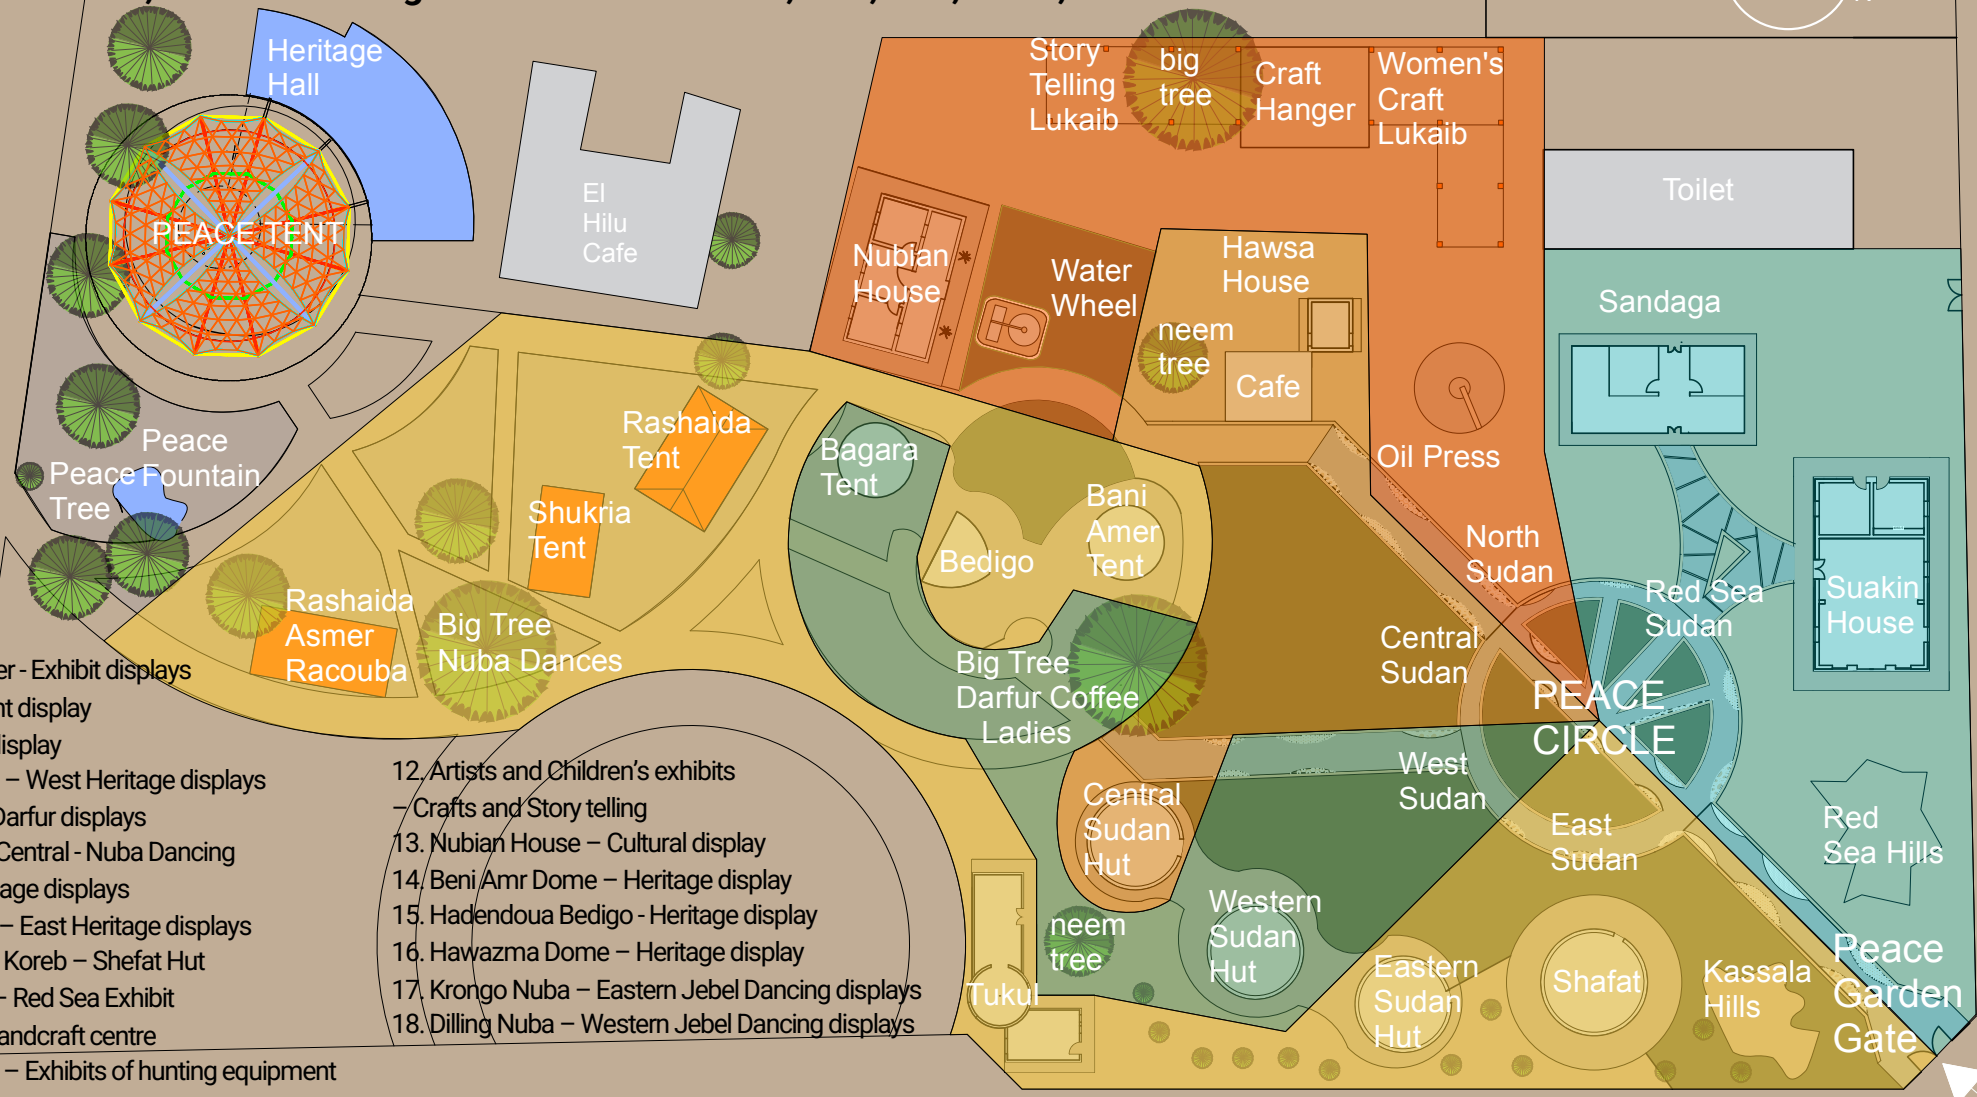 Heritage
Hall
PEACE TENT
El
Hilu
Cafe
Story
Telling
Lukaib
big
tree
Craft
Hanger
Women's
Craft
Lukaib
Toilet
Nubian
House
Water
Wheel
Hawsa
House
neem
tree
Cafe
Sandaga
Oil Press
North
Sudan
Red Sea
Sudan
Suakin
House
Peace
Fountain
Peace
Tree
Rashaida
Tent
Shukria
Tent
Rashaida
Asmer
Racouba
Big Tree
Nuba Dances
Bagara
Tent
Bedigo
Bani
Amer
Tent
Big Tree
Darfur Coffee
Ladies
Central
Sudan
PEACE
CIRCLE
West
Sudan
East
Sudan
Central
Sudan
Hut
Western
Sudan
Hut
neem
tree
Tukul
Eastern
Sudan
Hut
Shafat
Kassala
Hills
Red
Sea Hills
Peace
Garden
Gate
er - Exhibit displays
nt display
display
– West Heritage displays
Darfur displays
Central - Nuba Dancing
age displays
– East Heritage displays
Koreb – Shefat Hut
- Red Sea Exhibit
andcraft centre
– Exhibits of hunting equipment
12. Artists and Children’s exhibits
– Crafts and Story telling
13. Nubian House – Cultural display
14. Beni Amr Dome – Heritage display
15. Hadendoua Bedigo - Heritage display
16. Hawazma Dome – Heritage display
17. Krongo Nuba – Eastern Jebel Dancing displays
18. Dilling Nuba – Western Jebel Dancing displays